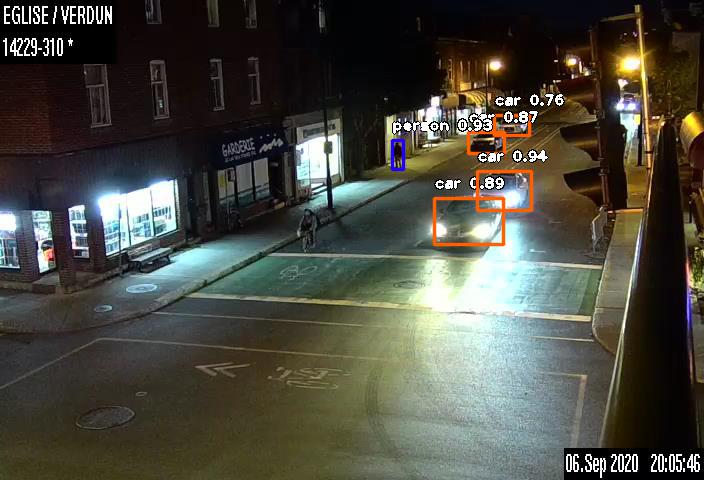 EGLISE / VERDUN
14229-310 *
car 0.76
car 0.87
person 0.93
car 0.94
car 0.89
GARDERIE
06.Sep 2020 20:05:46